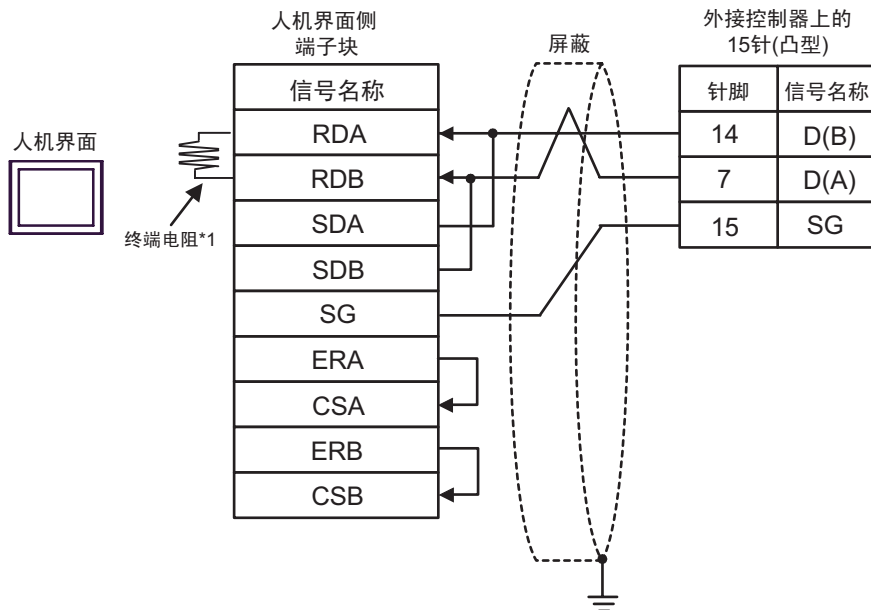 人机界面侧
端子块
信号名称
RDA
RDB
SDA
SDB
SG
ERA
CSA
ERB
CSB
人机界面
终端电阻*1
屏蔽
外接控制器上的
15针(凸型)
针脚 信号名称
14 D(B)
7 D(A)
15 SG